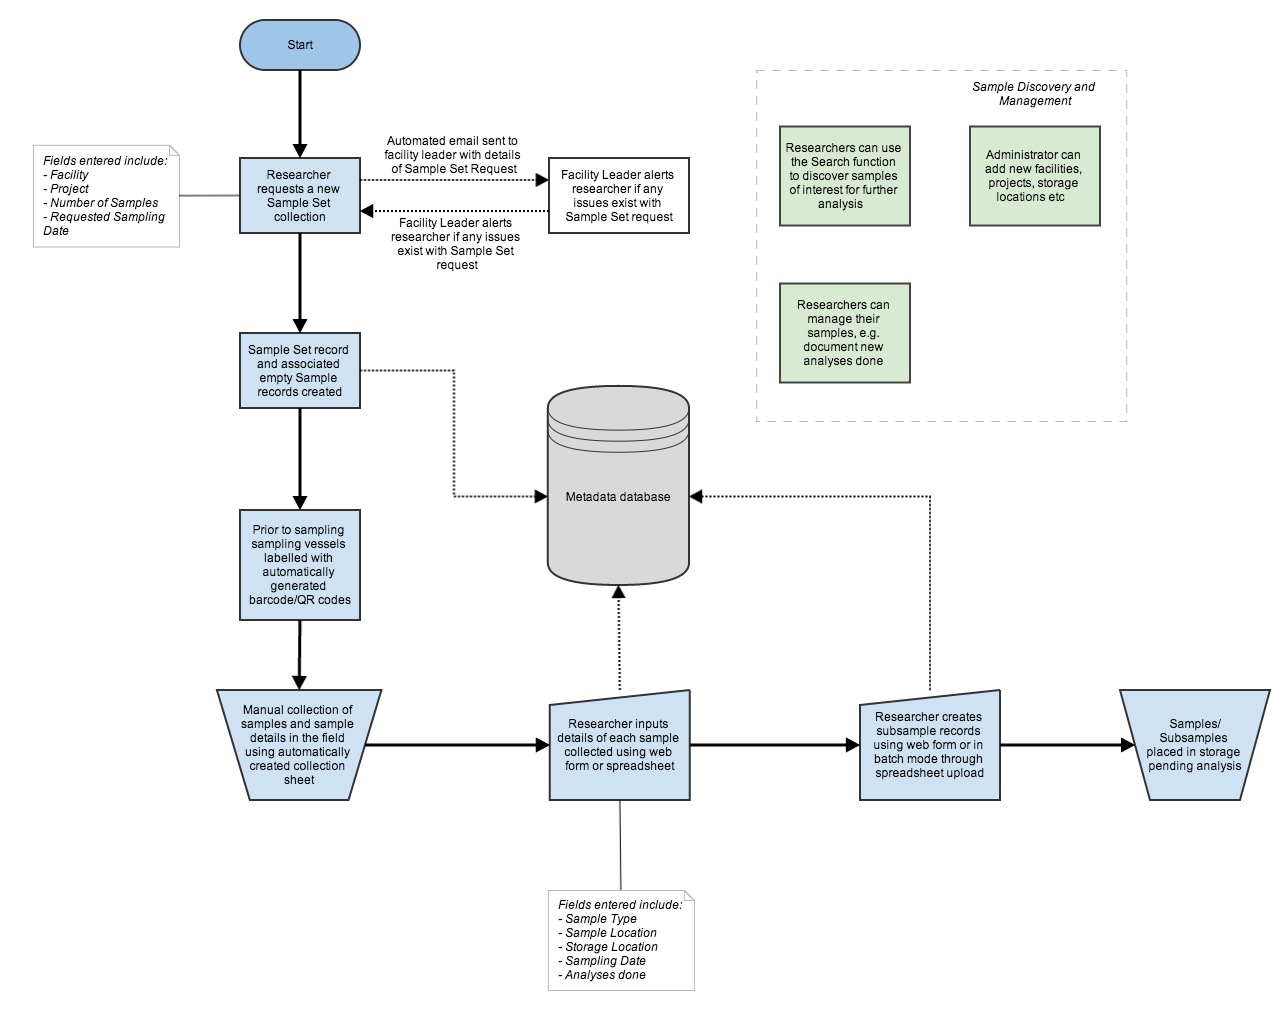 Start
Sample Discovery and
Management
Fields entered include:
- Facility
- Project
- Number of Samples
- Requested Sampling
Date
Researcher
requests a new
Sample Set
collection
Automated email sent to
facility leader with details
of Sample Set Request
Facility Leader alerts
researcher if any issues
exist with Sample Set
request
Facility Leader alerts
researcher if any
issues exist with
Sample Set request
Researchers can use
the Search function
to discover samples
of interest for further
analysis
Administrator can
add new facilities,
projects, storage
locations etc
Researchers can
manage their
samples, e.g.
document new
analyses done
Sample Set record
and associated
empty Sample
records created
Metadata database
Prior to sampling
sampling vessels
labelled with
automatically
generated
barcode/QR codes
Manual collection of
samples and sample
details in the field
using automatically
created collection
sheet
Researcher inputs
details of each sample
collected using web
form or spreadsheet
Researcher creates
subsample records
using web form or in
batch mode through
spreadsheet upload
Samples/
Subsamples
placed in storage
pending analysis
Fields entered include:
- Sample Type
- Sample Location
- Storage Location
- Sampling Date
- Analyses done